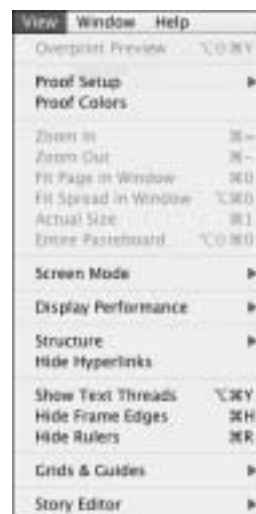 View Window Help
Overprint Preview ⌥⇧⌘Y
Proof Setup ▶
Proof Colors
Zoom In ⌘=
Zoom Out ⌘-
Fit Page in Window ⌘0
Fit Spread in Window ⌥⌘0
Actual Size ⌘1
Entire Pasteboard ⌥⇧⌘0
Screen Mode ▶
Display Performance ▶
Structure ▶
Hide Hyperlinks
Show Text Threads ⌥⌘Y
Hide Frame Edges ⌘H
Hide Rulers ⌘R
Grids & Guides ▶
Story Editor ▶